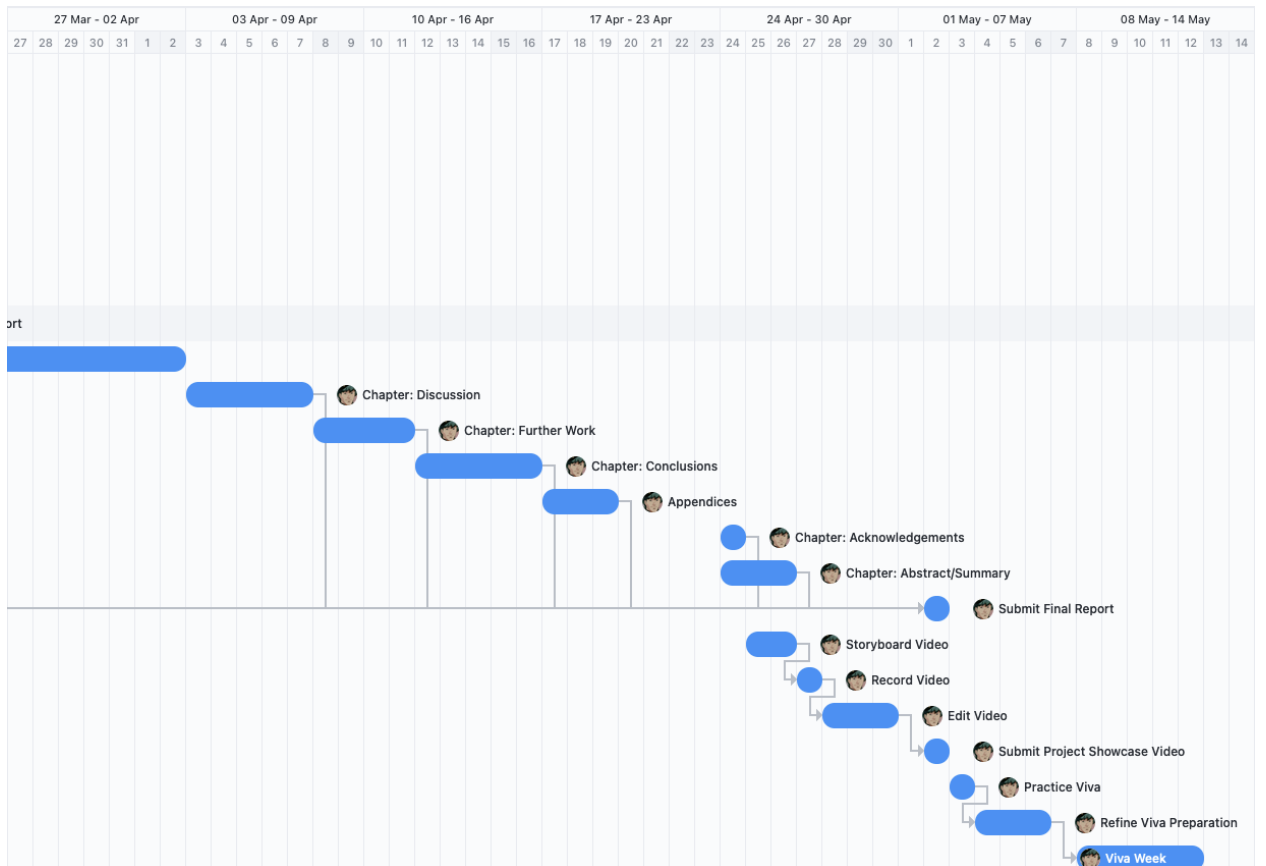 27 Mar - 02 Apr 03 Apr - 09 Apr 10 Apr - 16 Apr 17 Apr - 23 Apr 24 Apr - 30 Apr 01 May - 07 May 08 May - 14 May
27 28 29 30 31 1 2 3 4 5 6 7 8 9 10 11 12 13 14 15 16 17 18 19 20 21 22 23 24 25 26 27 28 29 30 1 2 3 4 5 6 7 8 9 10 11 12 13 14
ort
Chapter: Discussion
Chapter: Further Work
Chapter: Conclusions
Appendices
Chapter: Acknowledgements
Chapter: Abstract/Summary
Submit Final Report
Storyboard Video
Record Video
Edit Video
Submit Project Showcase Video
Practice Viva
Refine Viva Preparation
Viva Week